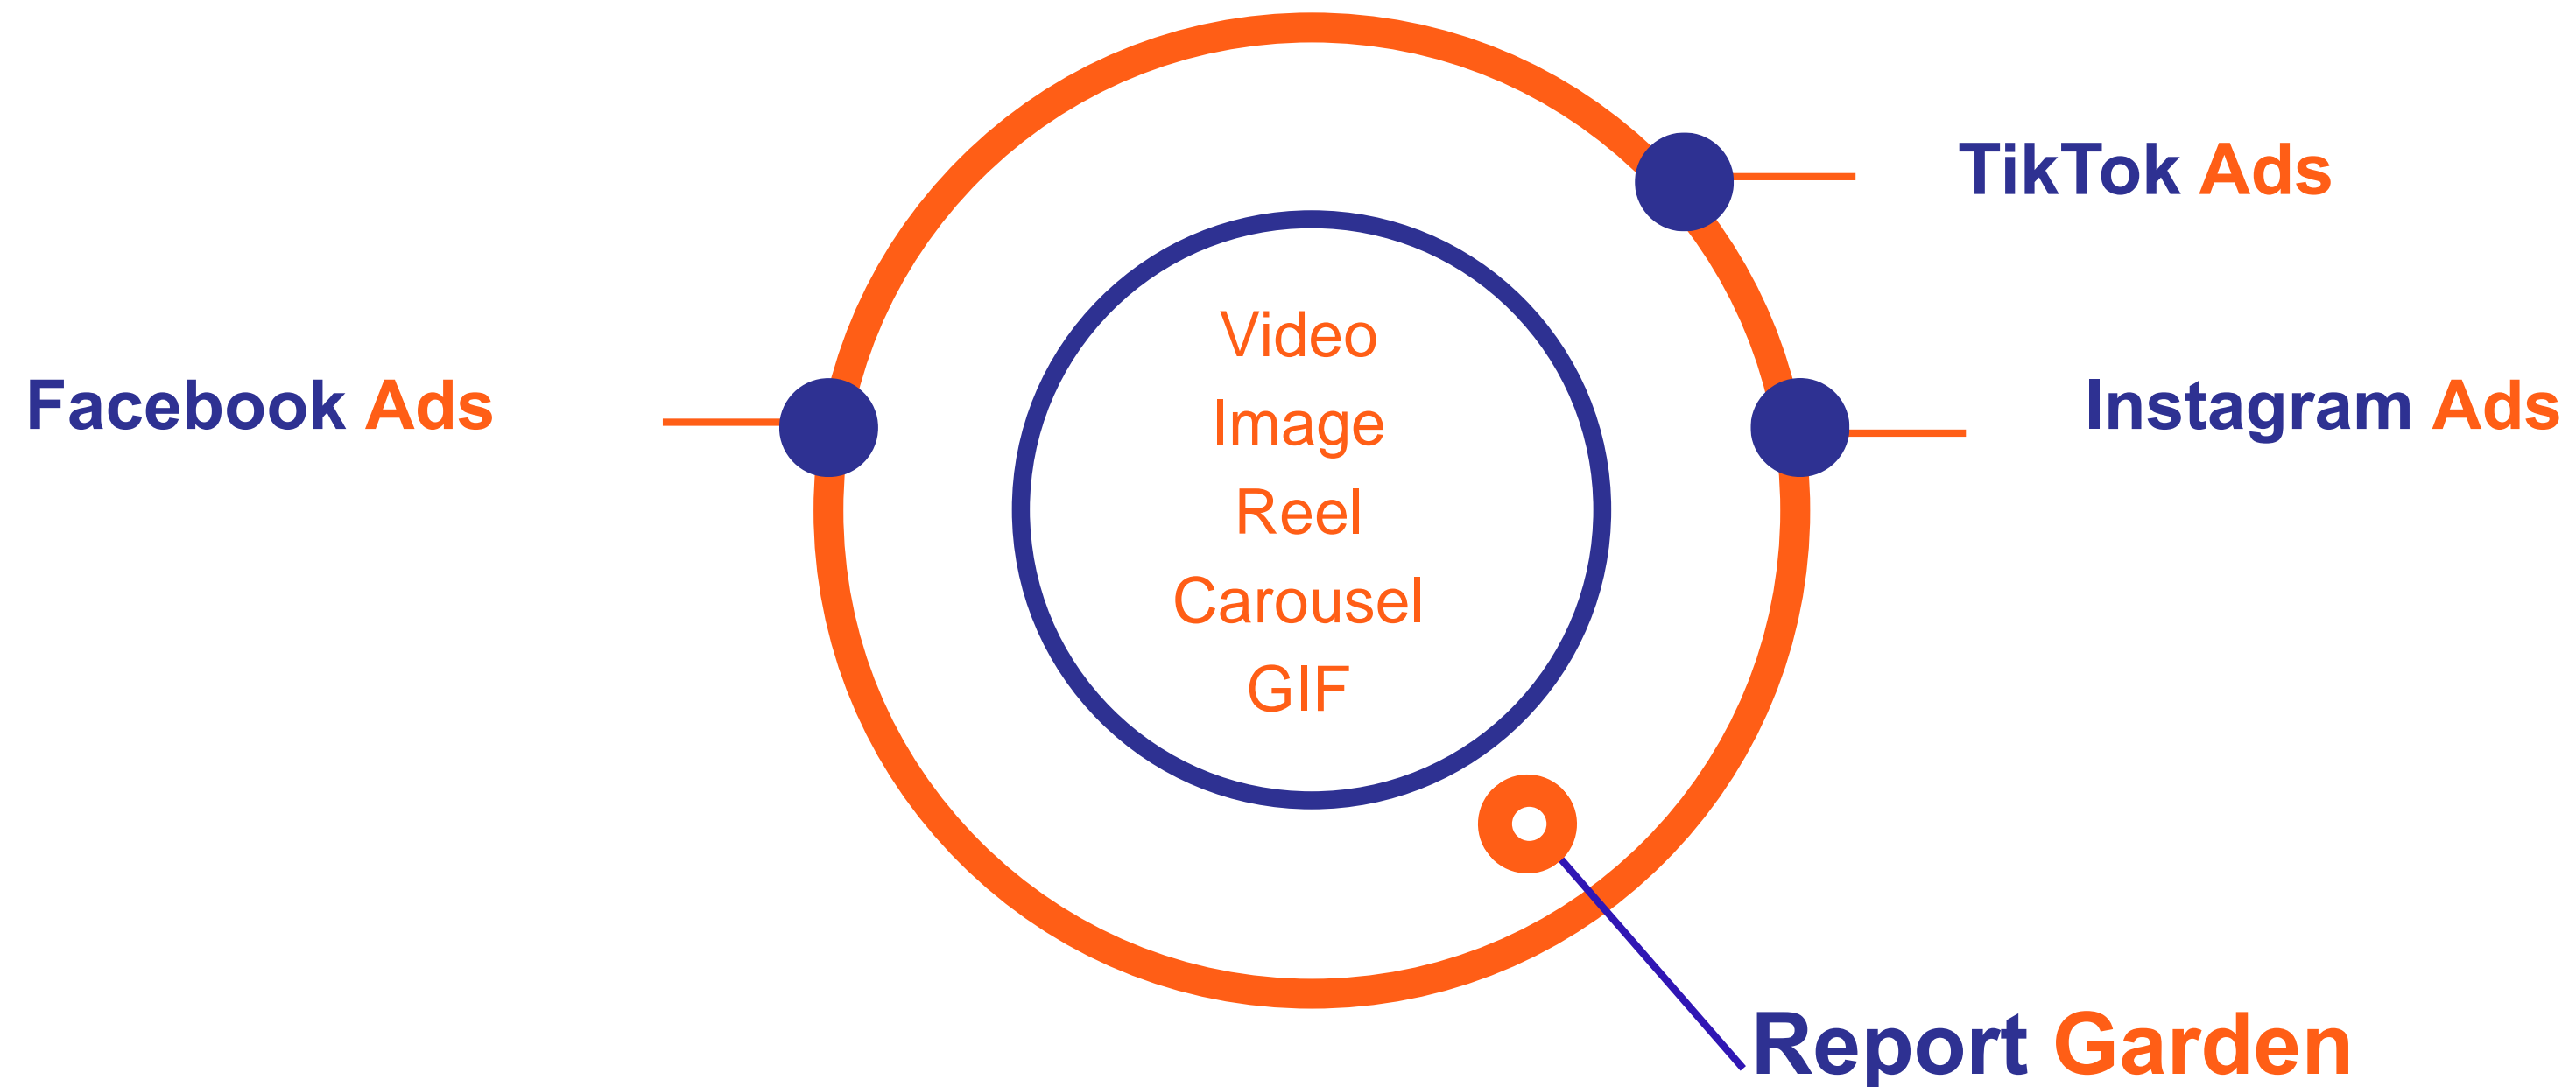 TikTok Ads
Facebook Ads
Instagram Ads
Video
Image
Reel
Carousel
GIF
Report Garden